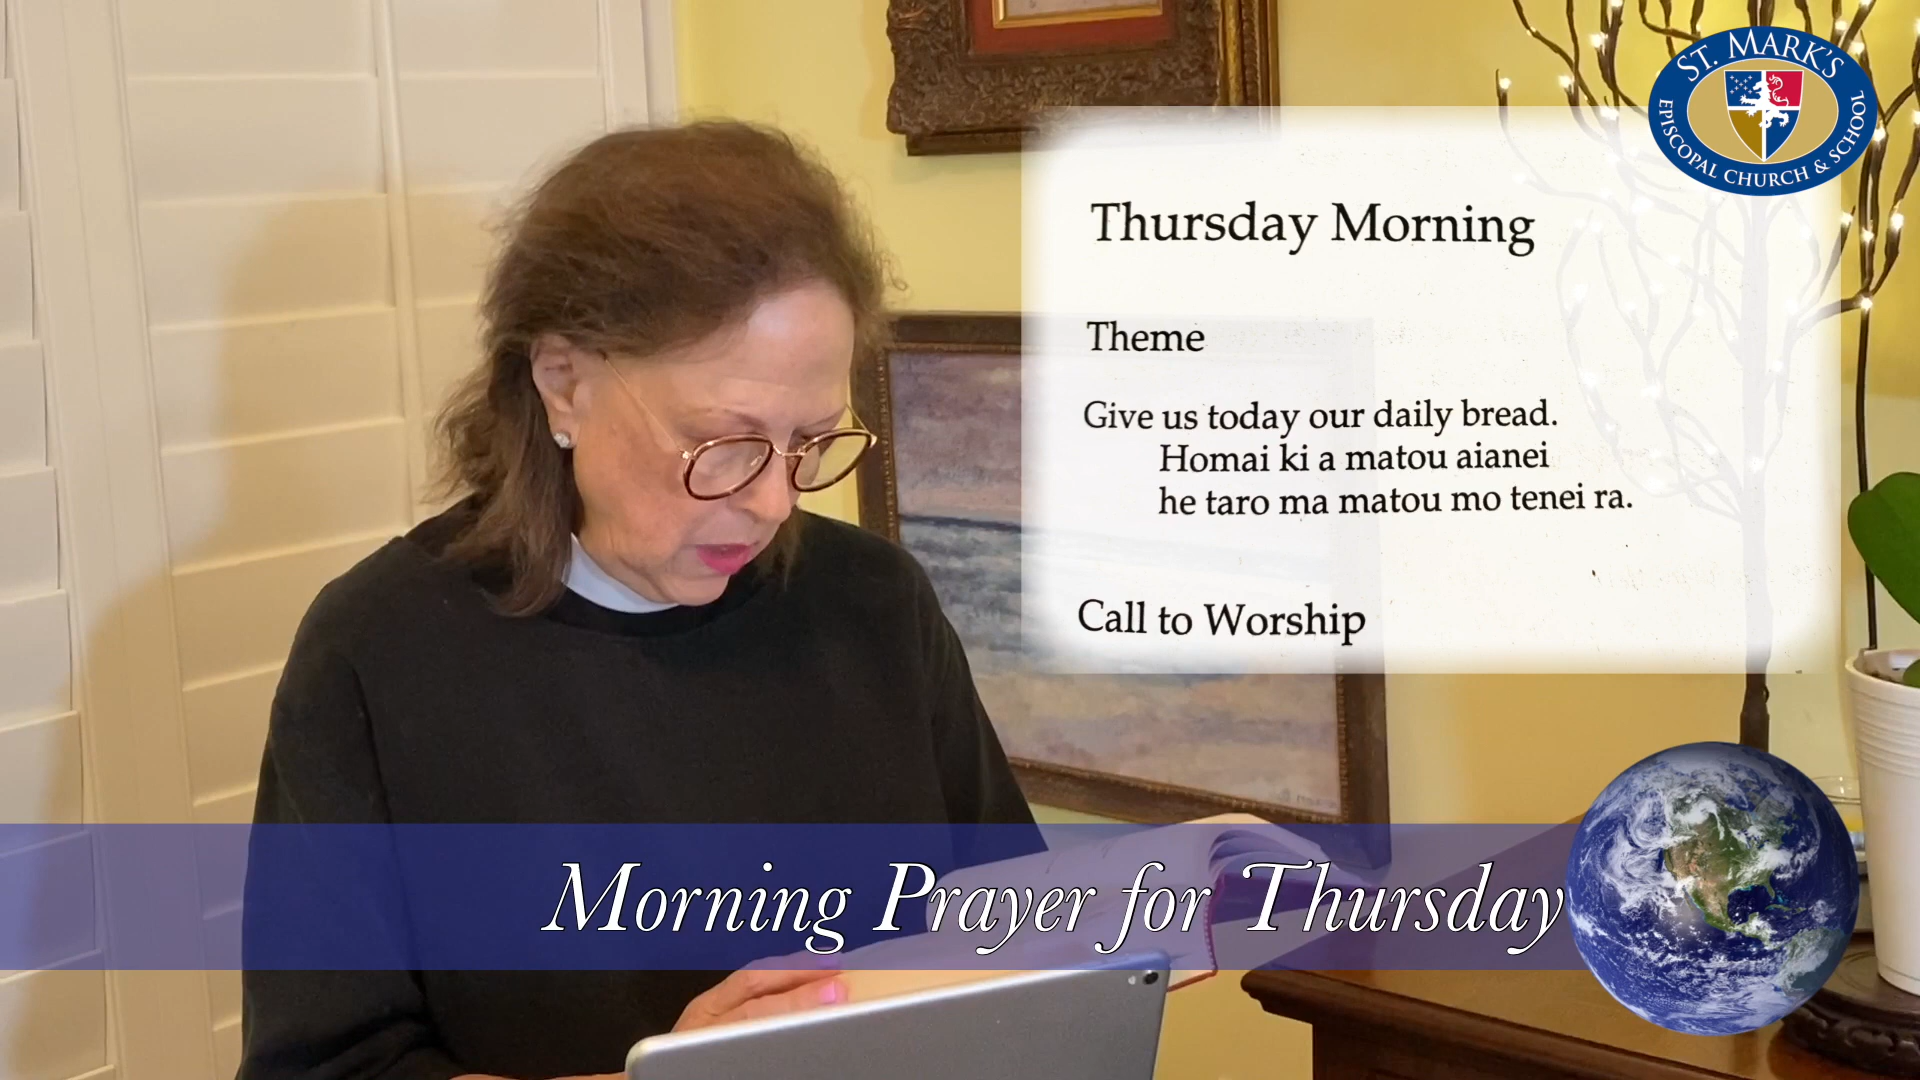 ST. MARK'S
EPISCOPAL CHURCH & SCHOOL
Thursday Morning
Theme
Give us today our daily bread.
Homai ki a matou aianei
he taro ma matou mo tenei ra.
Call to Worship
Morning Prayer for Thursday